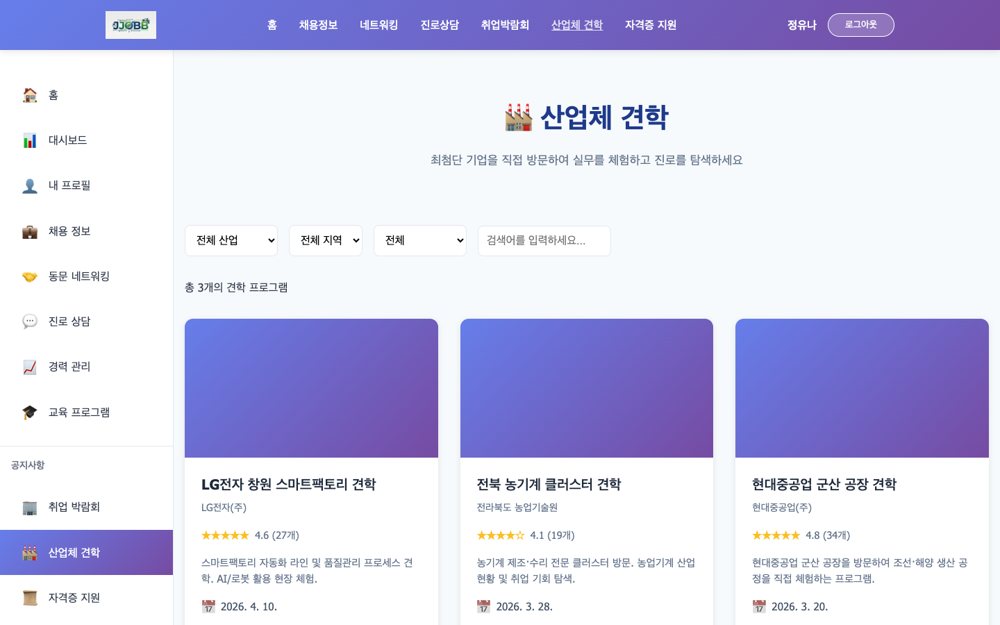 JJOBB
홈
채용정보
네트워킹
진로상담
취업박람회
산업체 견학
자격증 지원
정유나
로그아웃
홈
대시보드
내 프로필
채용 정보
동문 네트워킹
진로 상담
경력 관리
교육 프로그램
공지사항
취업 박람회
산업체 견학
자격증 지원
산업체 견학
최첨단 기업을 직접 방문하여 실무를 체험하고 진로를 탐색하세요
전체 산업
전체 지역
전체
검색어를 입력하세요...
총 3개의 견학 프로그램
LG전자 창원 스마트팩토리 견학
LG전자(주)
★★★★★ 4.6 (27개)
스마트팩토리 자동화 라인 및 품질관리 프로세스 견
학. AI/로봇 활용 현장 체험.
2026. 4. 10.
전북 농기계 클러스터 견학
전라북도 농업기술원
★★★★☆ 4.1 (19개)
농기계 제조·수리 전문 클러스터 방문. 농업기계 산업
현황 및 취업 기회 탐색.
2026. 3. 28.
현대중공업 군산 공장 견학
현대중공업(주)
★★★★★ 4.8 (34개)
현대중공업 군산 공장을 방문하여 조선·해양 생산 공
정을 직접 체험하는 프로그램.
2026. 3. 20.